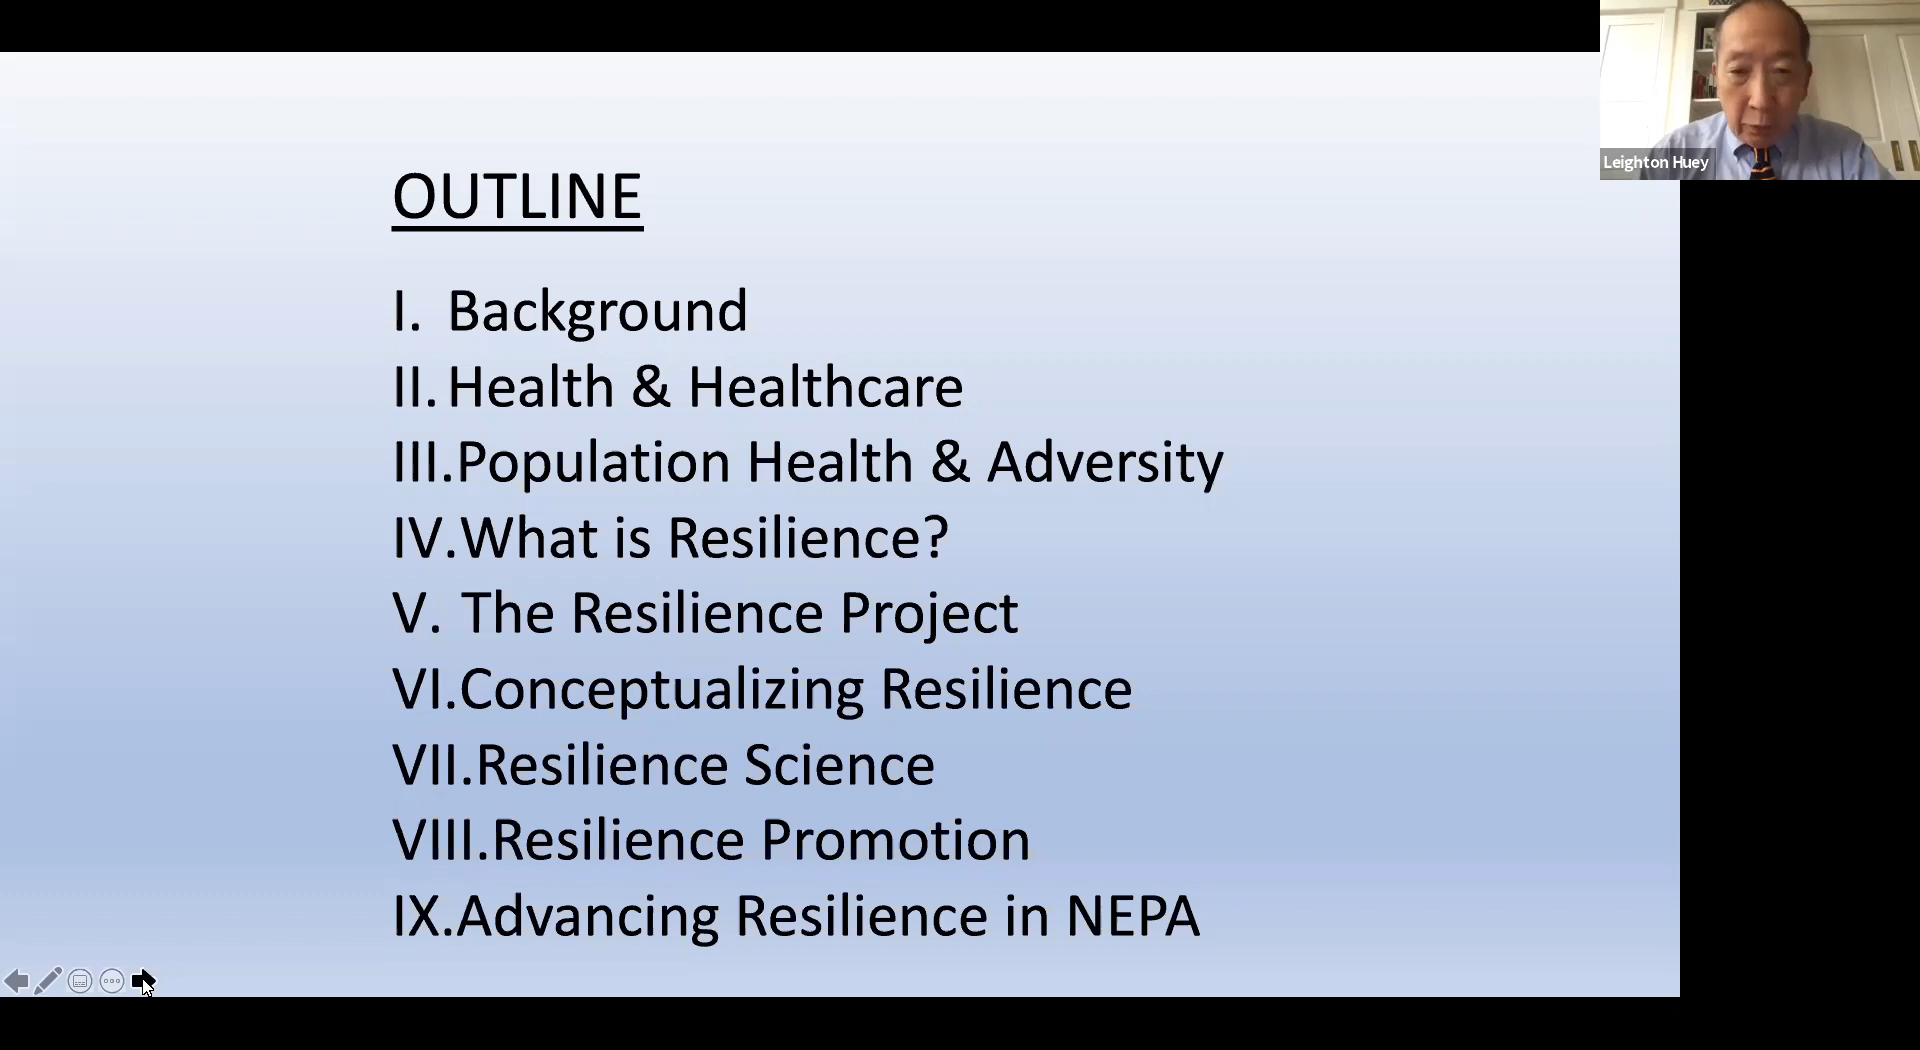 Leighton Huey
OUTLINE
I. Background
II. Health & Healthcare
III.Population Health & Adversity
IV.What is Resilience?
V. The Resilience Project
VI.Conceptualizing Resilience
VII.Resilience Science
VIII.Resilience Promotion
IX.Advancing Resilience in NEPA